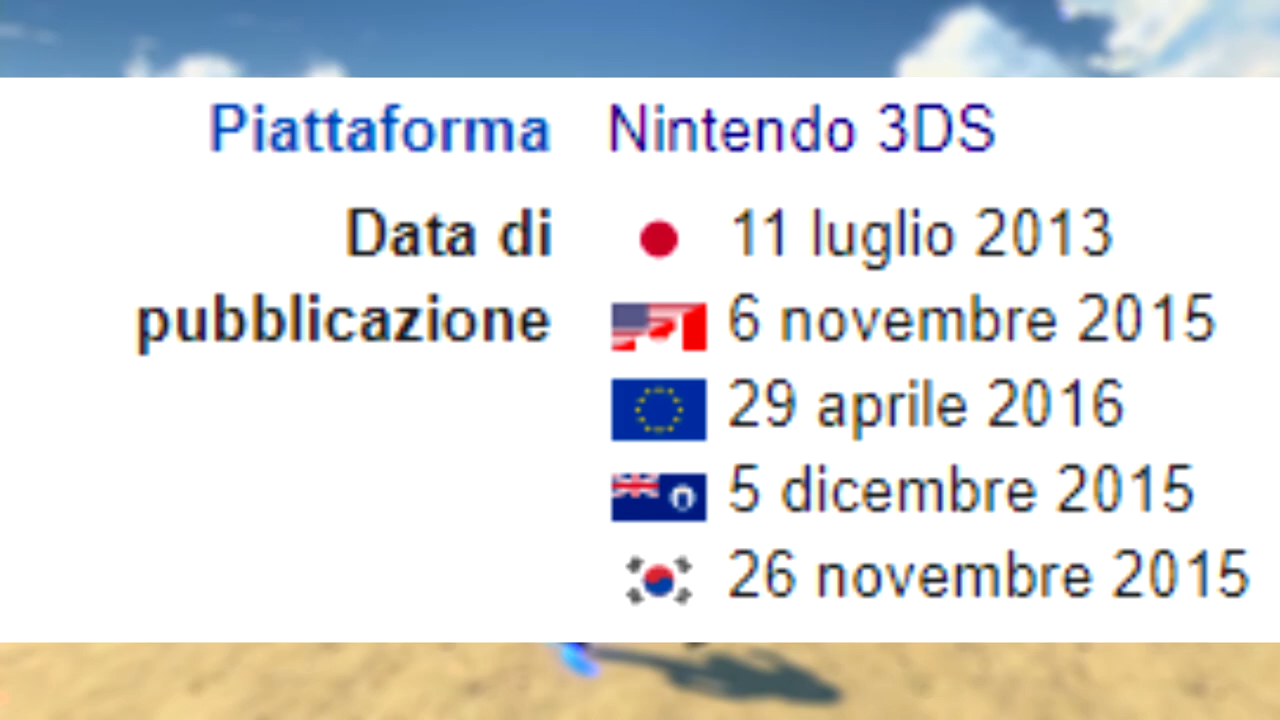 Piattaforma Nintendo 3DS
Data di pubblicazione
11 luglio 2013
6 novembre 2015
29 aprile 2016
5 dicembre 2015
26 novembre 2015